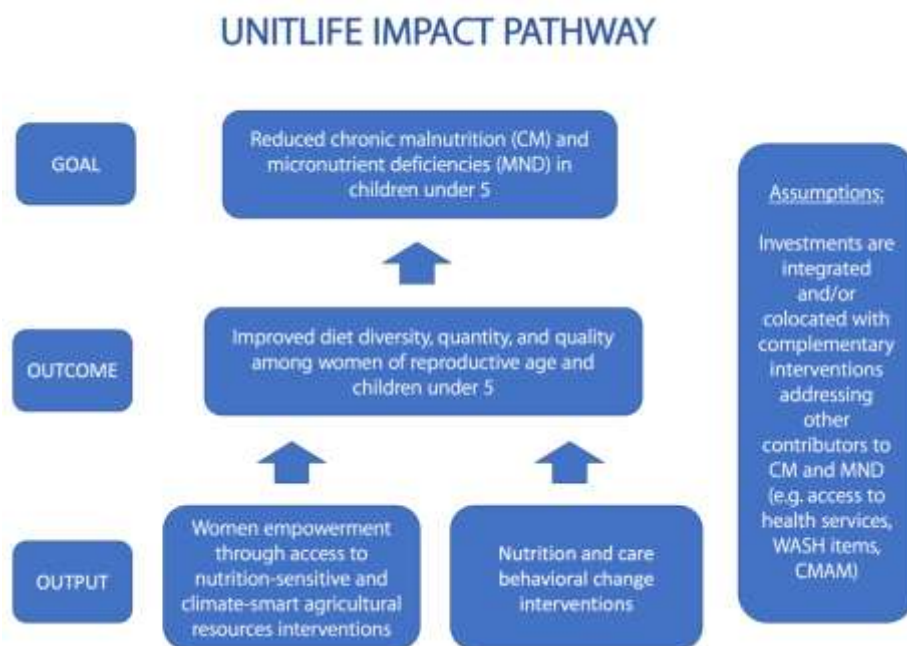 UNITLIFE IMPACT PATHWAY
GOAL
Reduced chronic malnutrition (CM) and
micronutrient deficiencies (MND) in
children under 5
OUTCOME
Improved diet diversity, quantity, and quality
among women of reproductive age and
children under 5
OUTPUT
Women empowerment
through access to
nutrition-sensitive and
climate-smart agricultural
resources interventions
Nutrition and care
behavioral change
interventions
Assumptions:
Investments are
integrated
and/or
colocated with
complementary
interventions
addressing
other
contributors to
CM and MND
(e.g. access to
health services,
WASH items,
CMAM)